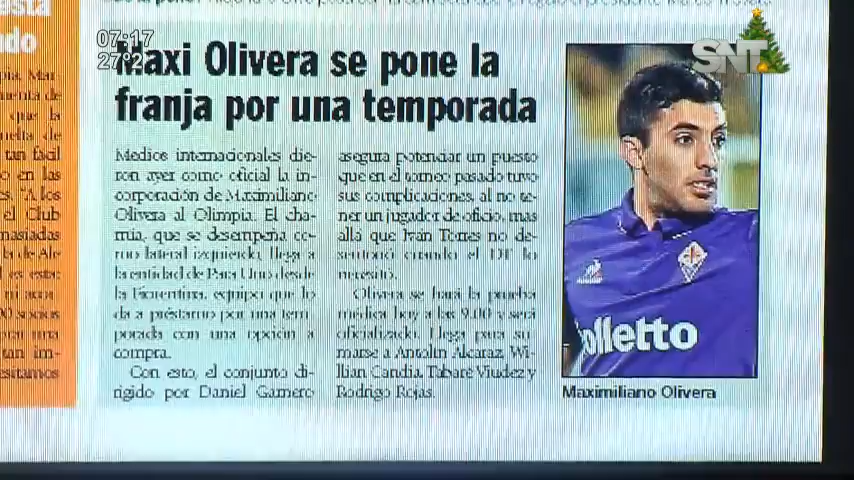 SNT
07:17
27°2
Maxi Olivera se pone la
franja por una temporada
Medios internacionales die-
ron ayer como oficial la in-
corporación de Maximiliano
Olivera al Olimpia. El cha-
rrúa, que se desempeña co-
mo lateral izquierdo, llega a
la entidad de Para Uno desde
la Fiorentina, equipo que lo
da a préstamo por una tem-
porada con una opción a
compra.
Con esto, el conjunto di-
rigido por Daniel Garnero
asegura potenciar un puesto
que en el torneo pasado tuvo
sus complicaciones, al no te-
ner un jugador de oficio, mas
allá que Iván Torres no de-
sentonó cuando el DT lo
necesitó.
Olivera se hará la prueba
médica hoy a las 9.00 y será
oficializado. Llega para su-
marse a Antolín Alcaraz, Wi-
llian Candia, Tabaré Viudez y
Rodrigo Rojas.
olletto
Maximiliano Olivera